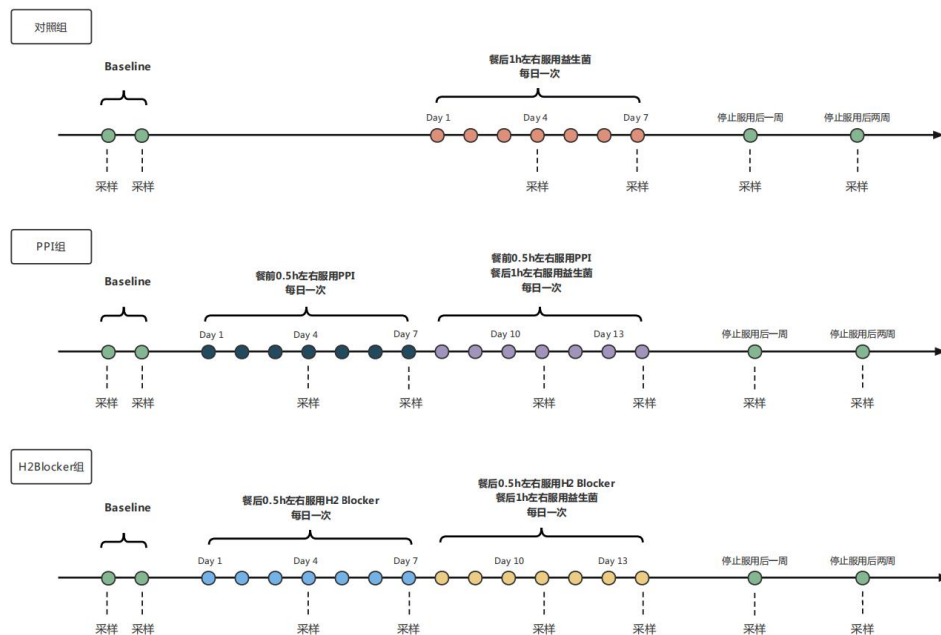 对照组
Baseline
餐后1h左右服用益生菌
每日一次
Day 1
Day 4
Day 7
停止服用后一周
停止服用后两周
采样
采样
采样
采样
采样
采样
PPI组
Baseline
餐前0.5h左右服用PPI
每日一次
餐前0.5h左右服用PPI
餐后1h左右服用益生菌
每日一次
Day 1
Day 4
Day 7
Day 10
Day 13
停止服用后一周
停止服用后两周
采样
采样
采样
采样
采样
采样
采样
采样
H2Blocker组
Baseline
餐后0.5h左右服用H2 Blocker
每日一次
餐后0.5h左右服用H2 Blocker
餐后1h左右服用益生菌
每日一次
Day 1
Day 4
Day 7
Day 10
Day 13
停止服用后一周
停止服用后两周
采样
采样
采样
采样
采样
采样
采样
采样